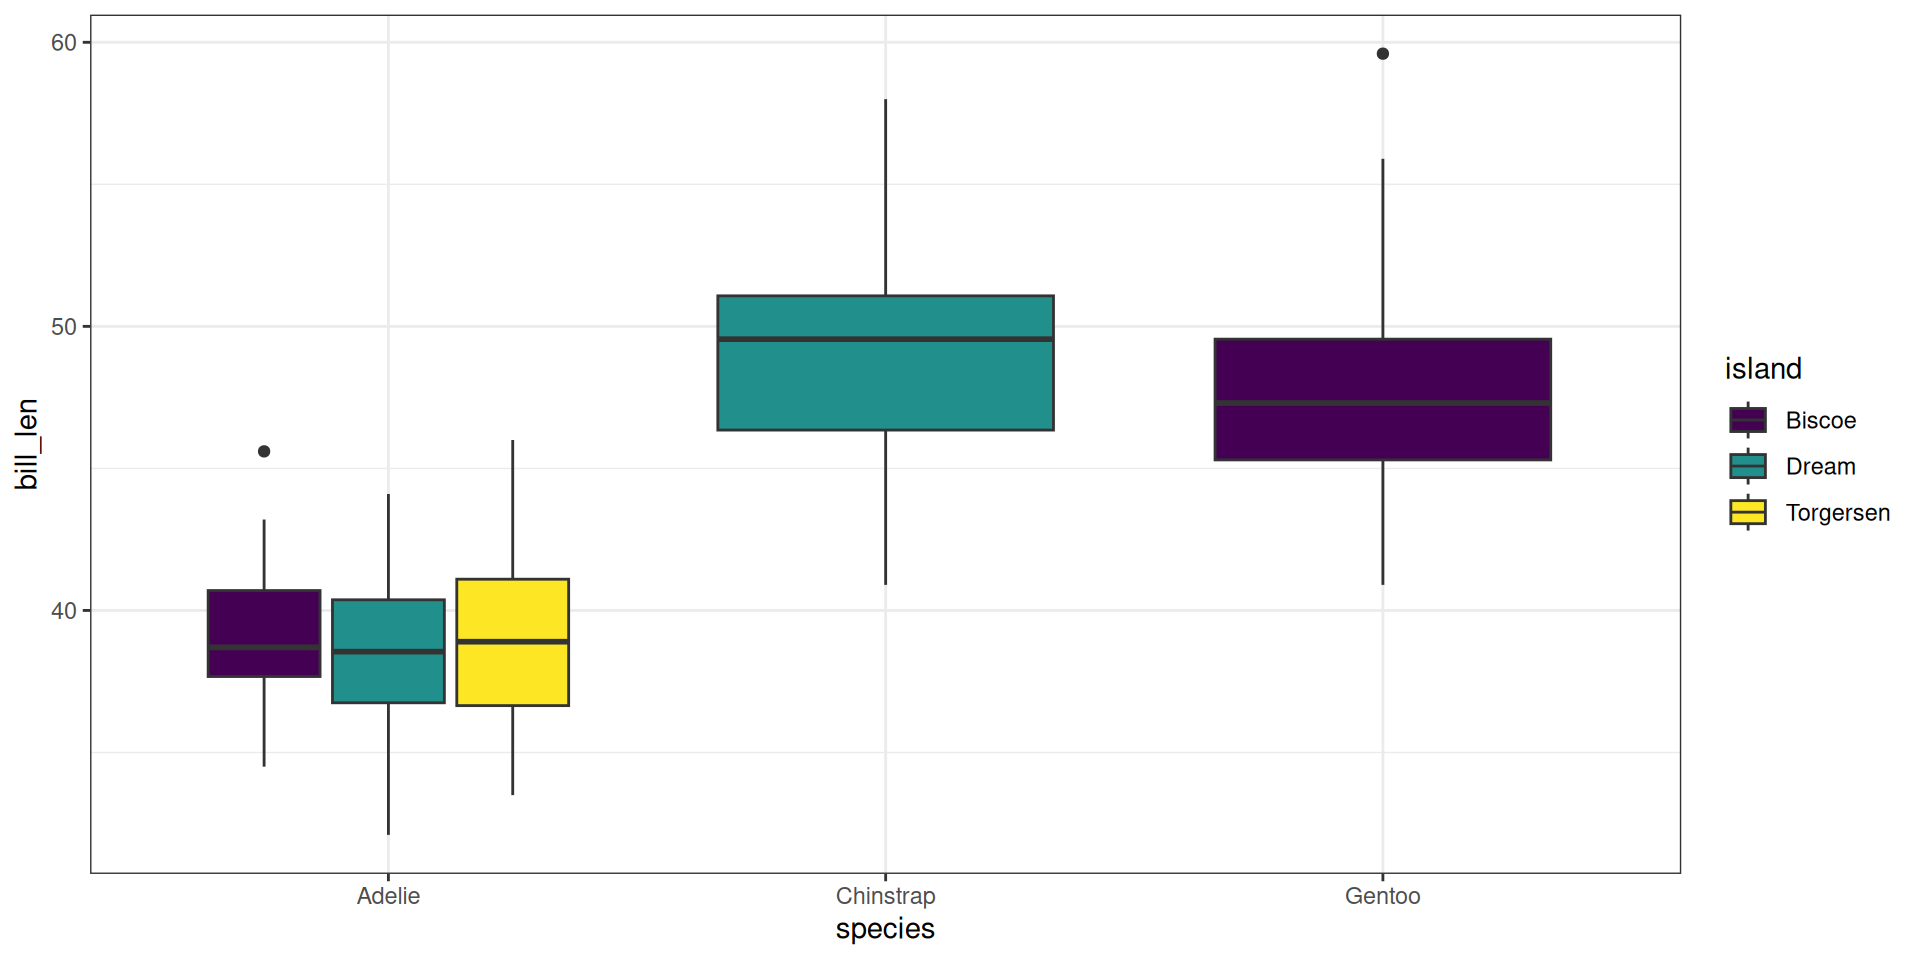 60
50
40
bill_len
Adelie
Chinstrap
Gentoo
species
island
Biscoe
Dream
Torgersen